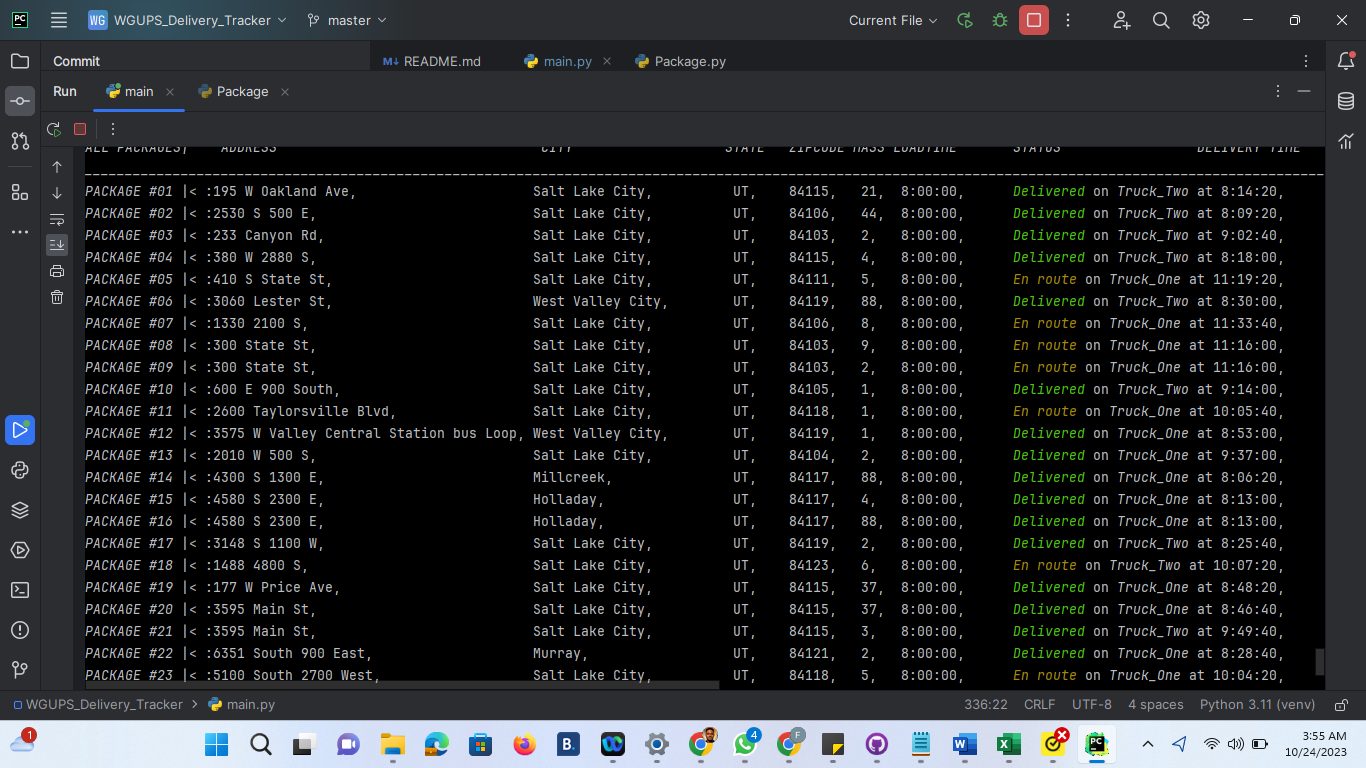 PC WG WGUPS_Delivery_Tracker master Current File
Commit M↓ README.md main.py × Package.py
Run main × Package ×
ALL PACKAGES| ADDRESS CITY STATE ZIPCODE MASS LOADTIME STATUS DELIVERY TIME
PACKAGE #01 |< :195 W Oakland Ave, Salt Lake City, UT, 84115, 21, 8:00:00, Delivered on Truck_Two at 8:14:20,
PACKAGE #02 |< :2530 S 500 E, Salt Lake City, UT, 84106, 44, 8:00:00, Delivered on Truck_Two at 8:09:20,
PACKAGE #03 |< :233 Canyon Rd, Salt Lake City, UT, 84103, 2, 8:00:00, Delivered on Truck_Two at 9:02:40,
PACKAGE #04 |< :380 W 2880 S, Salt Lake City, UT, 84115, 4, 8:00:00, Delivered on Truck_Two at 8:18:00,
PACKAGE #05 |< :410 S State St, Salt Lake City, UT, 84111, 5, 8:00:00, En route on Truck_One at 11:19:20,
PACKAGE #06 |< :3060 Lester St, West Valley City, UT, 84119, 88, 8:00:00, Delivered on Truck_Two at 8:30:00,
PACKAGE #07 |< :1330 2100 S, Salt Lake City, UT, 84106, 8, 8:00:00, En route on Truck_One at 11:33:40,
PACKAGE #08 |< :300 State St, Salt Lake City, UT, 84103, 9, 8:00:00, En route on Truck_One at 11:16:00,
PACKAGE #09 |< :300 State St, Salt Lake City, UT, 84103, 2, 8:00:00, En route on Truck_One at 11:16:00,
PACKAGE #10 |< :600 E 900 South, Salt Lake City, UT, 84105, 1, 8:00:00, Delivered on Truck_Two at 9:14:00,
PACKAGE #11 |< :2600 Taylorsville Blvd, Salt Lake City, UT, 84118, 1, 8:00:00, En route on Truck_One at 10:05:40,
PACKAGE #12 |< :3575 W Valley Central Station bus Loop, West Valley City, UT, 84119, 1, 8:00:00, Delivered on Truck_One at 8:53:00,
PACKAGE #13 |< :2010 W 500 S, Salt Lake City, UT, 84104, 2, 8:00:00, Delivered on Truck_One at 9:37:00,
PACKAGE #14 |< :4300 S 1300 E, Millcreek, UT, 84117, 88, 8:00:00, Delivered on Truck_One at 8:06:20,
PACKAGE #15 |< :4580 S 2300 E, Holladay, UT, 84117, 4, 8:00:00, Delivered on Truck_One at 8:13:00,
PACKAGE #16 |< :4580 S 2300 E, Holladay, UT, 84117, 88, 8:00:00, Delivered on Truck_One at 8:13:00,
PACKAGE #17 |< :3148 S 1100 W, Salt Lake City, UT, 84119, 2, 8:00:00, Delivered on Truck_Two at 8:25:40,
PACKAGE #18 |< :1488 4800 S, Salt Lake City, UT, 84123, 6, 8:00:00, En route on Truck_Two at 10:07:20,
PACKAGE #19 |< :177 W Price Ave, Salt Lake City, UT, 84115, 37, 8:00:00, Delivered on Truck_One at 8:48:20,
PACKAGE #20 |< :3595 Main St, Salt Lake City, UT, 84115, 37, 8:00:00, Delivered on Truck_One at 8:46:40,
PACKAGE #21 |< :3595 Main St, Salt Lake City, UT, 84115, 3, 8:00:00, Delivered on Truck_Two at 9:49:40,
PACKAGE #22 |< :6351 South 900 East, Murray, UT, 84121, 2, 8:00:00, Delivered on Truck_One at 8:28:40,
PACKAGE #23 |< :5100 South 2700 West, Salt Lake City, UT, 84118, 5, 8:00:00, En route on Truck_One at 10:04:20,
WGUPS_Delivery_Tracker > main.py 336:22 CRLF UTF-8 4 spaces Python 3.11 (venv)
1 B. 4 F PC 3:55 AM
10/24/2023